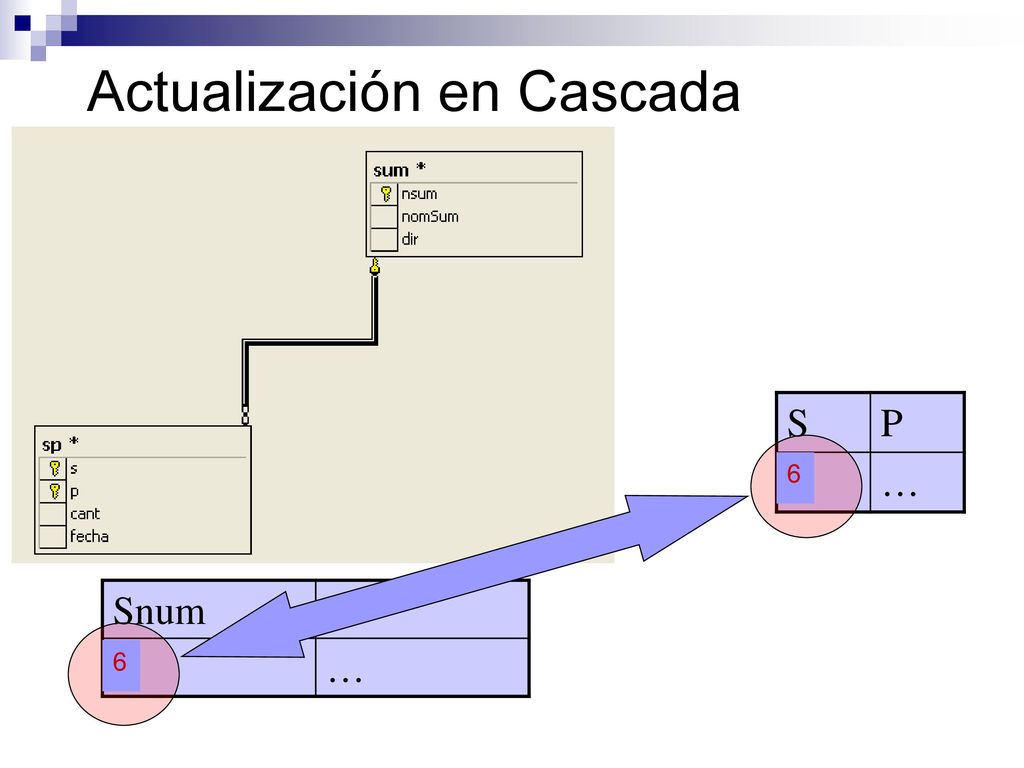 Actualización en Cascada
sum *
nsum
nomSum
dir
sp *
s
p
cant
fecha
S P
6 ...
Snum
6 ...